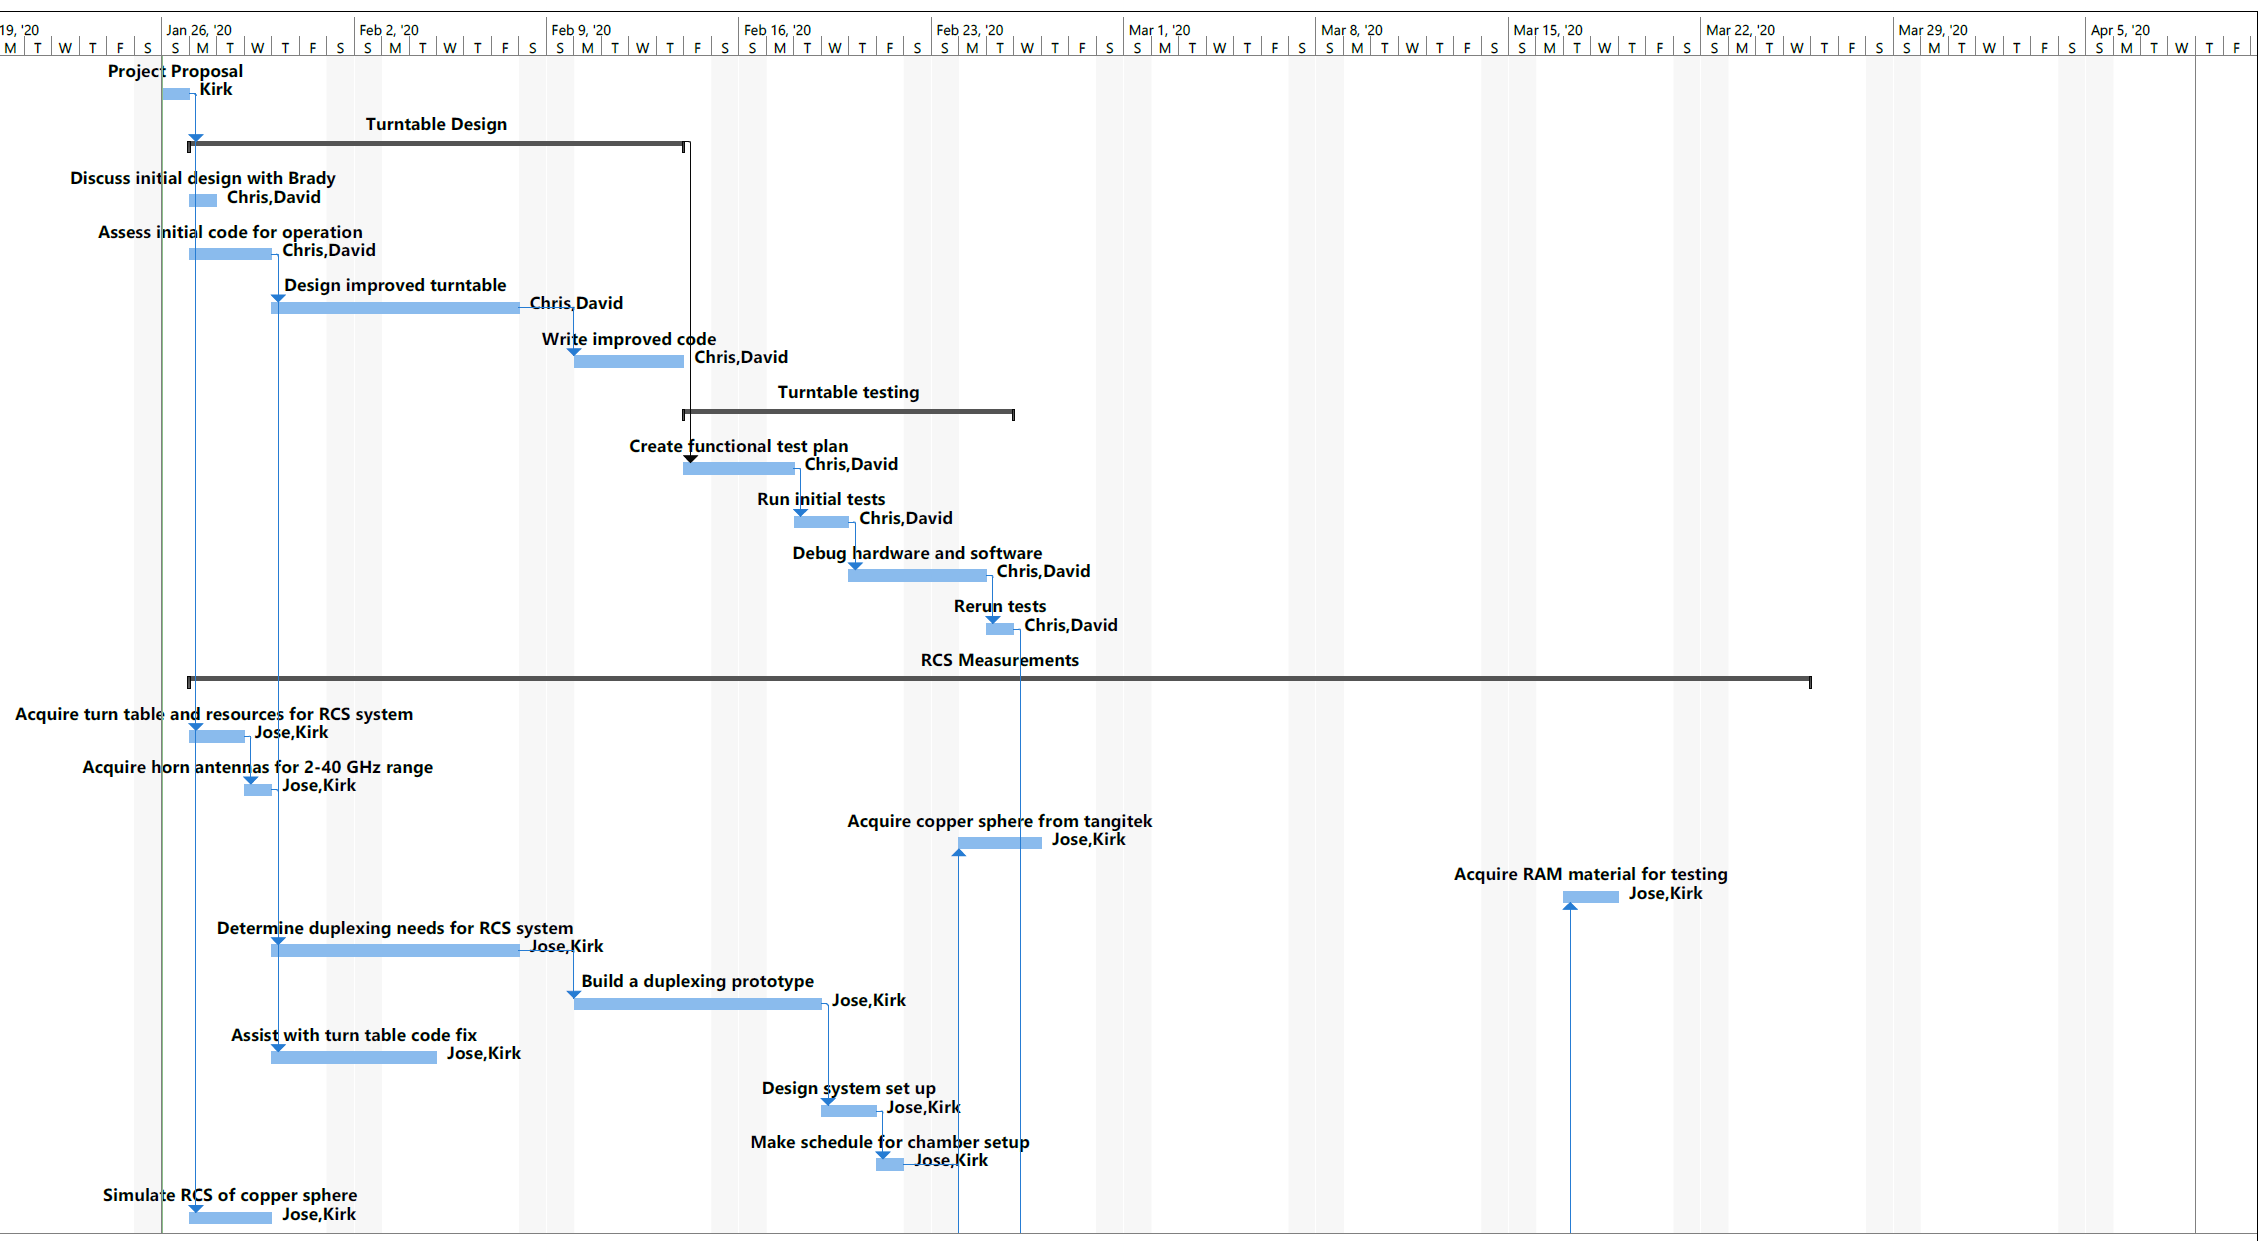 19, '20 Jan 26, '20 Feb 2, '20 Feb 9, '20 Feb 16, '20 Feb 23, '20 Mar 1, '20 Mar 8, '20 Mar 15, '20 Mar 22, '20 Mar 29, '20 Apr 5, '20
M T W T F S S M T W T F S S M T W T F S S M T W T F S S M T W T F S S M T W T F S S M T W T F S S M T W T F S S M T W T F S S M T W T F S S M T W T F S S M T W T F
Project Proposal
Kirk
Turntable Design
Discuss initial design with Brady
Chris,David
Assess initial code for operation
Chris,David
Design improved turntable
Chris,David
Write improved code
Chris,David
Turntable testing
Create functional test plan
Chris,David
Run initial tests
Chris,David
Debug hardware and software
Chris,David
Rerun tests
Chris,David
RCS Measurements
Acquire turn table and resources for RCS system
Jose,Kirk
Acquire horn antennas for 2-40 GHz range
Jose,Kirk
Acquire copper sphere from tangitek
Jose,Kirk
Acquire RAM material for testing
Jose,Kirk
Determine duplexing needs for RCS system
Jose,Kirk
Build a duplexing prototype
Jose,Kirk
Assist with turn table code fix
Jose,Kirk
Design system set up
Jose,Kirk
Make schedule for chamber setup
Jose,Kirk
Simulate RCS of copper sphere
Jose,Kirk